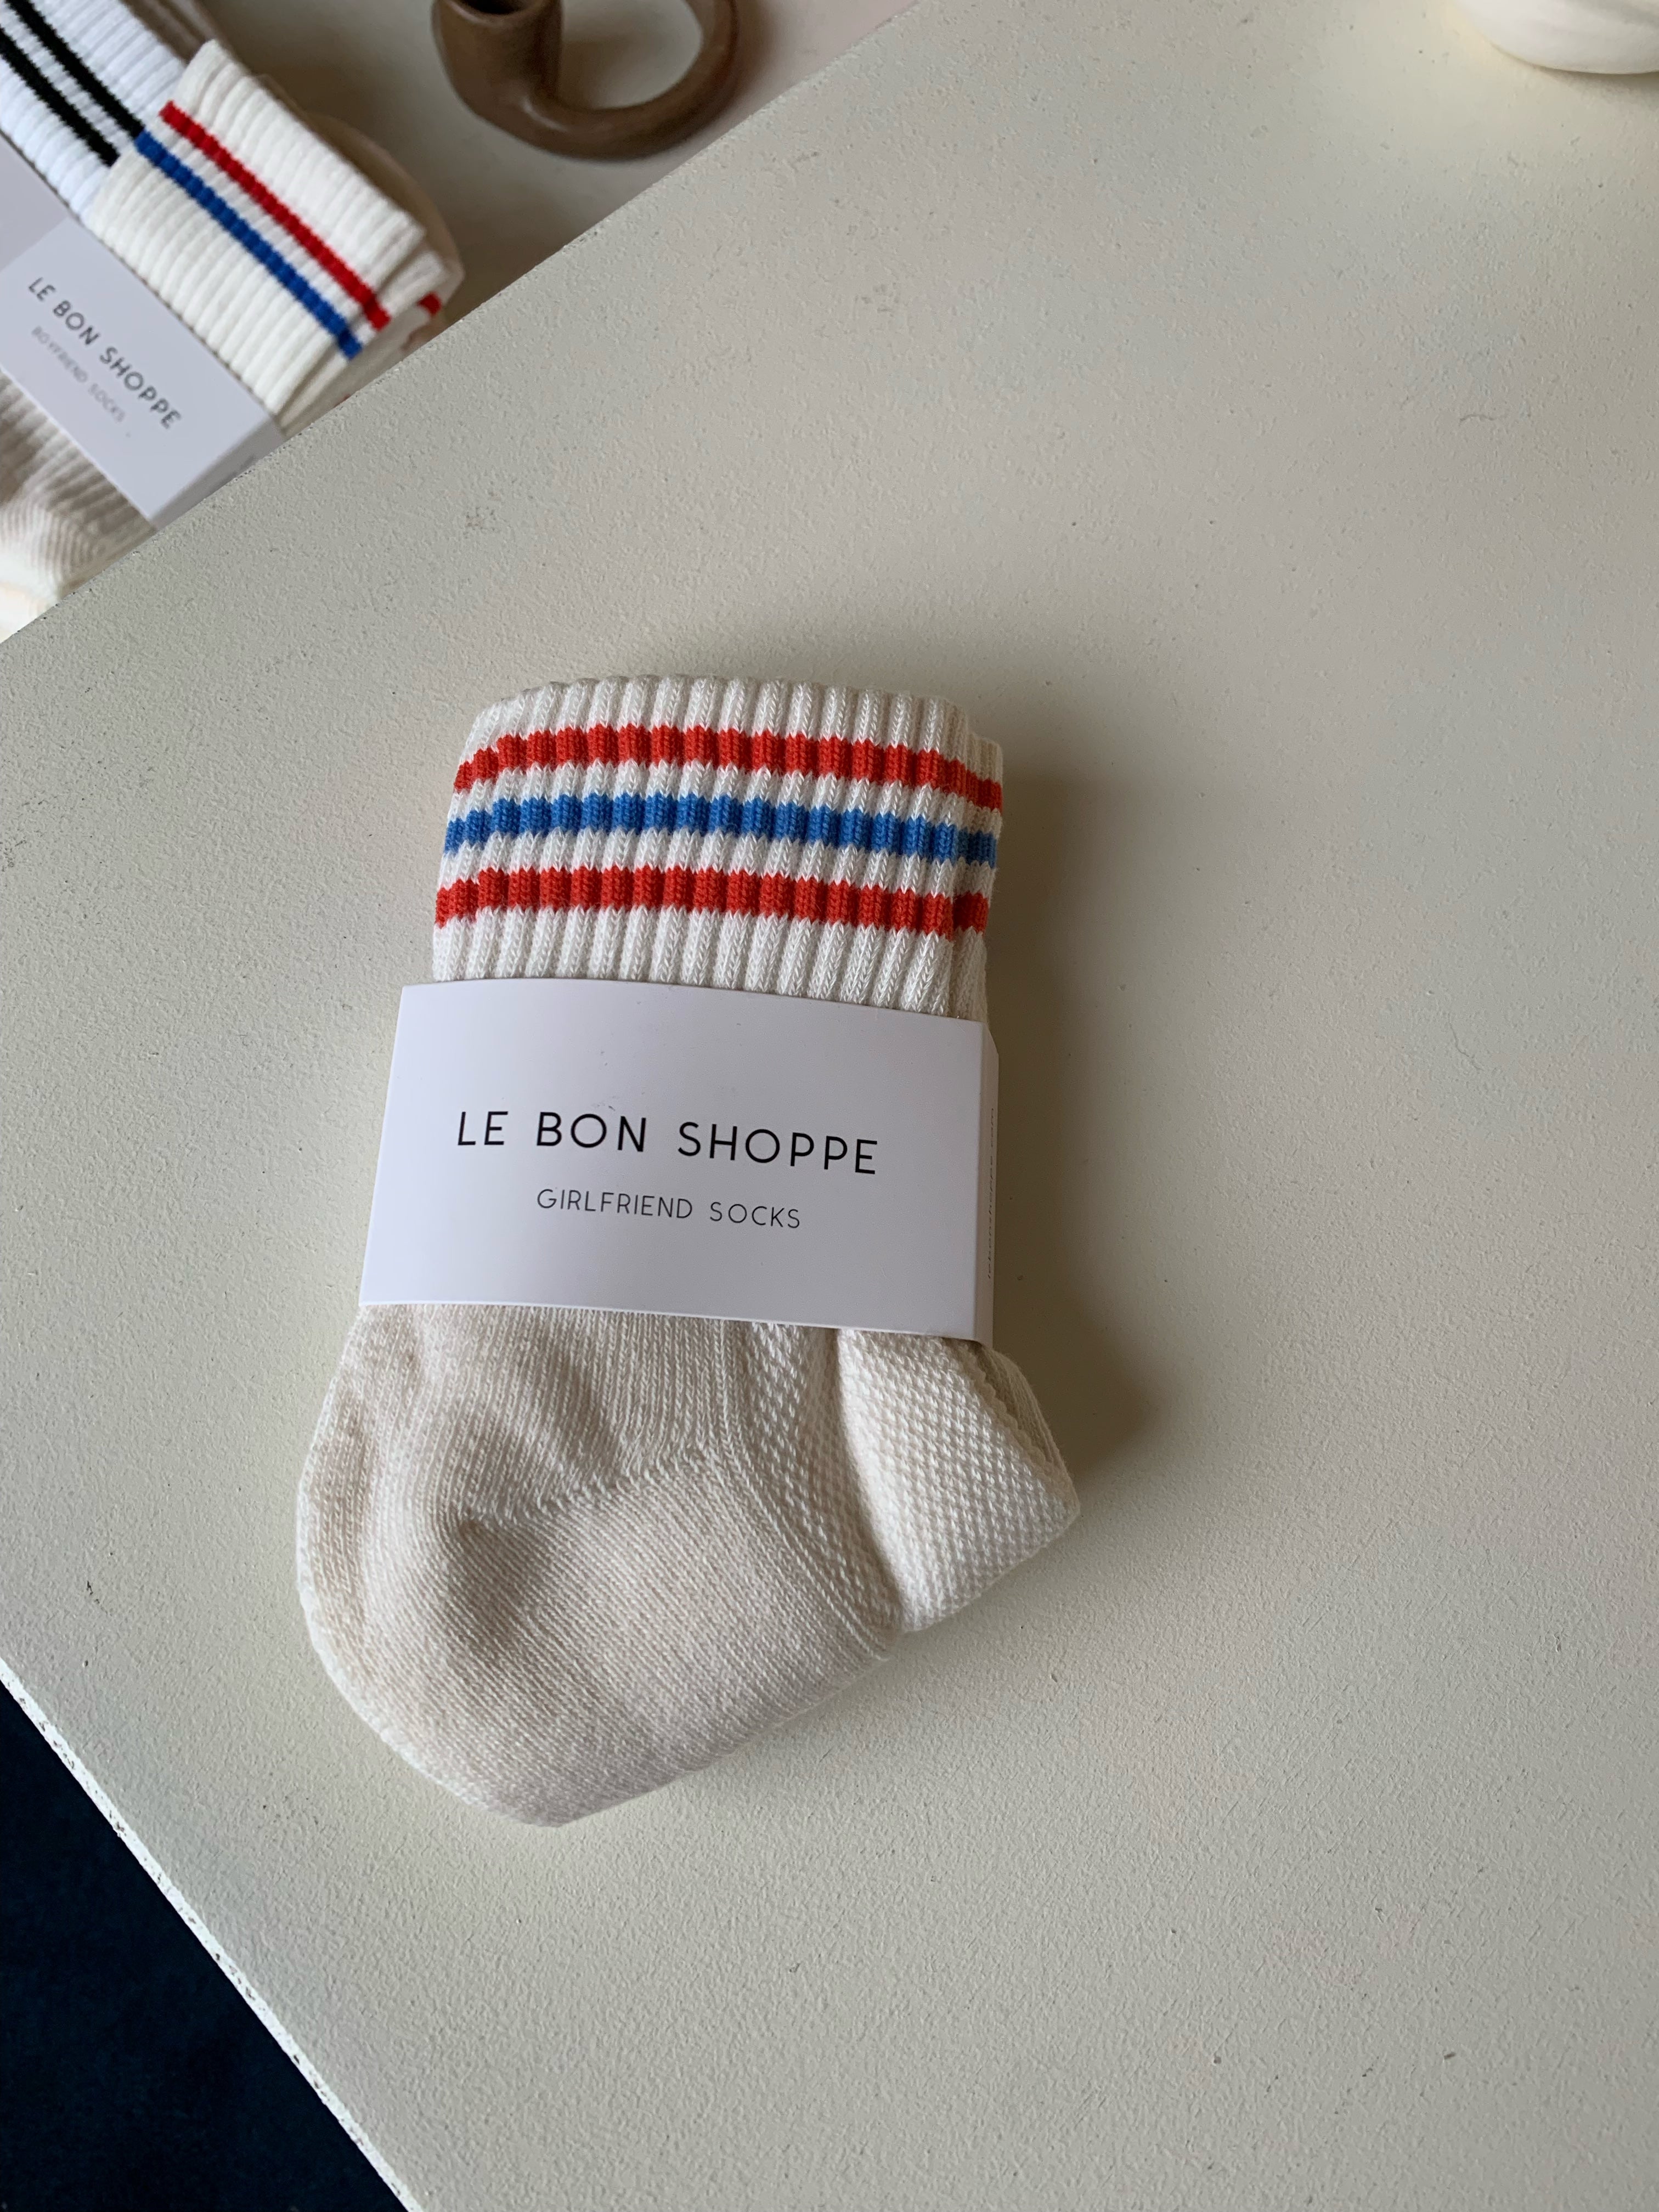 LE BON SHOPPE
BOYFRIEND SOCKS
LE BON SHOPPE
GIRLFRIEND SOCKS